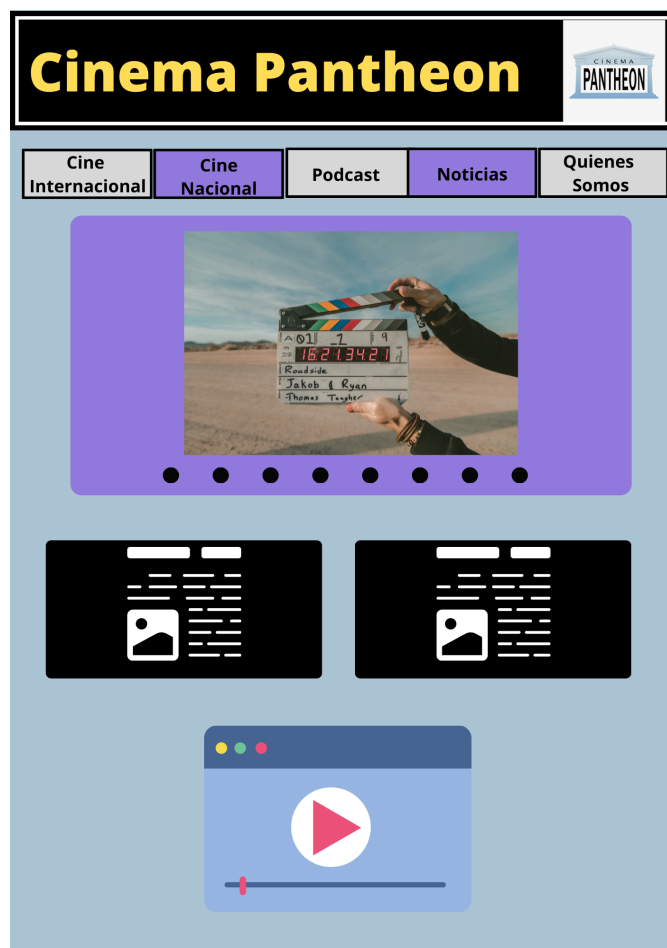 Cinema Pantheon
CINEMA
PANTHEON
Cine
Internacional
Cine
Nacional
Podcast
Noticias
Quienes
Somos
A 01 1 9
16:21:34:21
Roadside
Jakob & Ryan
Thomas Taugher